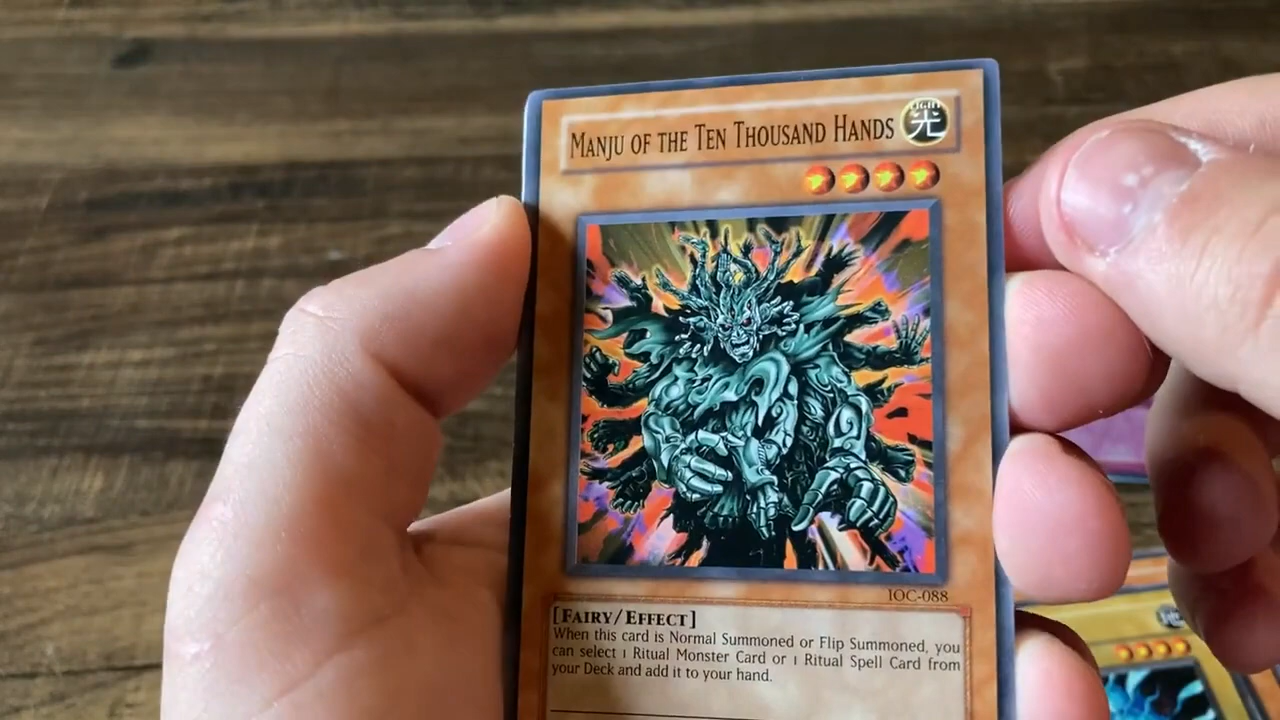 MANJU OF THE TEN THOUSAND HANDS
LIGHT
光
IOC-088
[FAIRY/EFFECT]
When this card is Normal Summoned or Flip Summoned, you
can select 1 Ritual Monster Card or 1 Ritual Spell Card from
your Deck and add it to your hand.